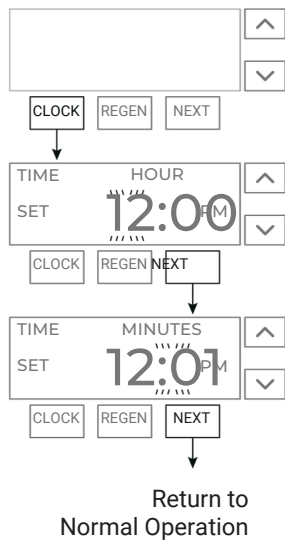 CLOCK REGEN NEXT
TIME HOUR
SET 12:00 PM
CLOCK REGEN NEXT
TIME MINUTES
SET 12:01 PM
CLOCK REGEN NEXT
Return to
Normal Operation